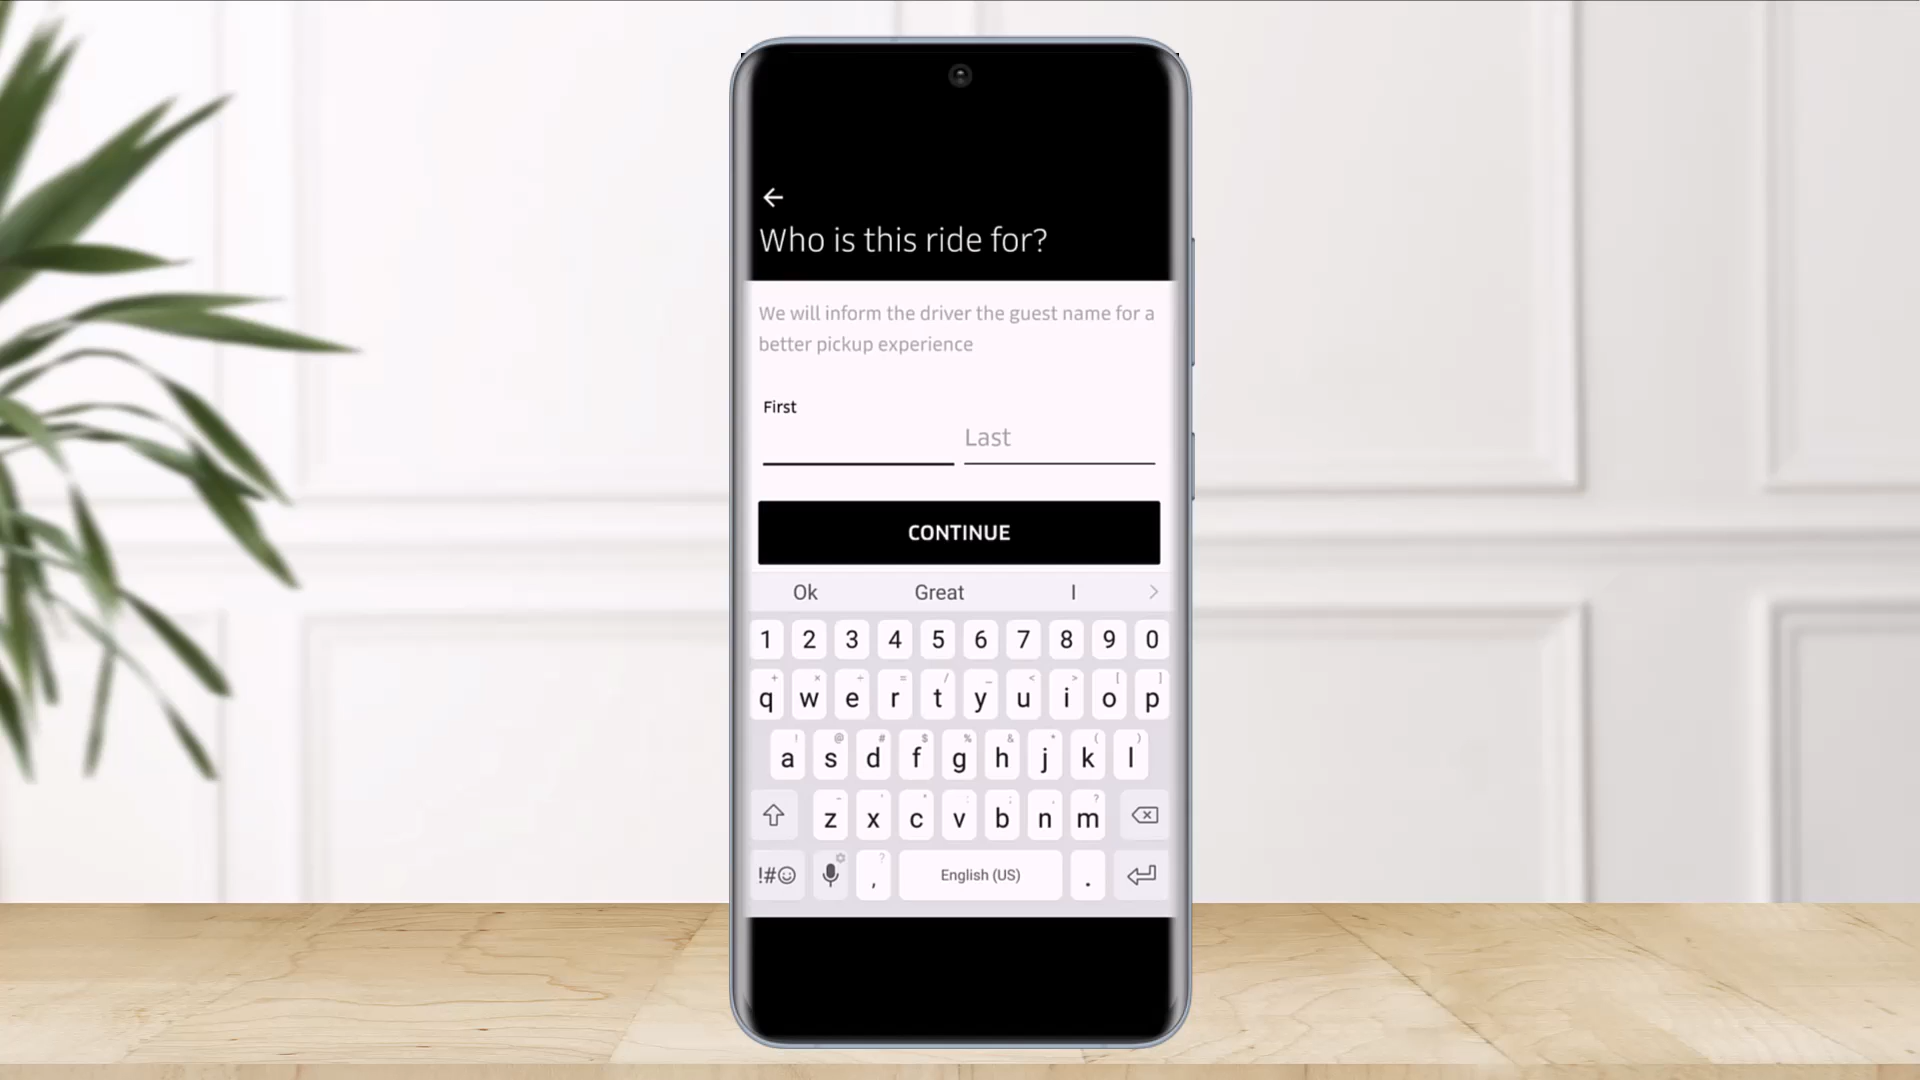 Who is this ride for?
We will inform the driver the guest name for a
better pickup experience
First
Last
CONTINUE
Ok Great I
1 2 3 4 5 6 7 8 9 0
+ × ÷ = / _ < > [ ]
q w e r t y u i o p
! @ # $ % & * ( )
a s d f g h j k l
z x c v b n m
!#☺ , English (US) .